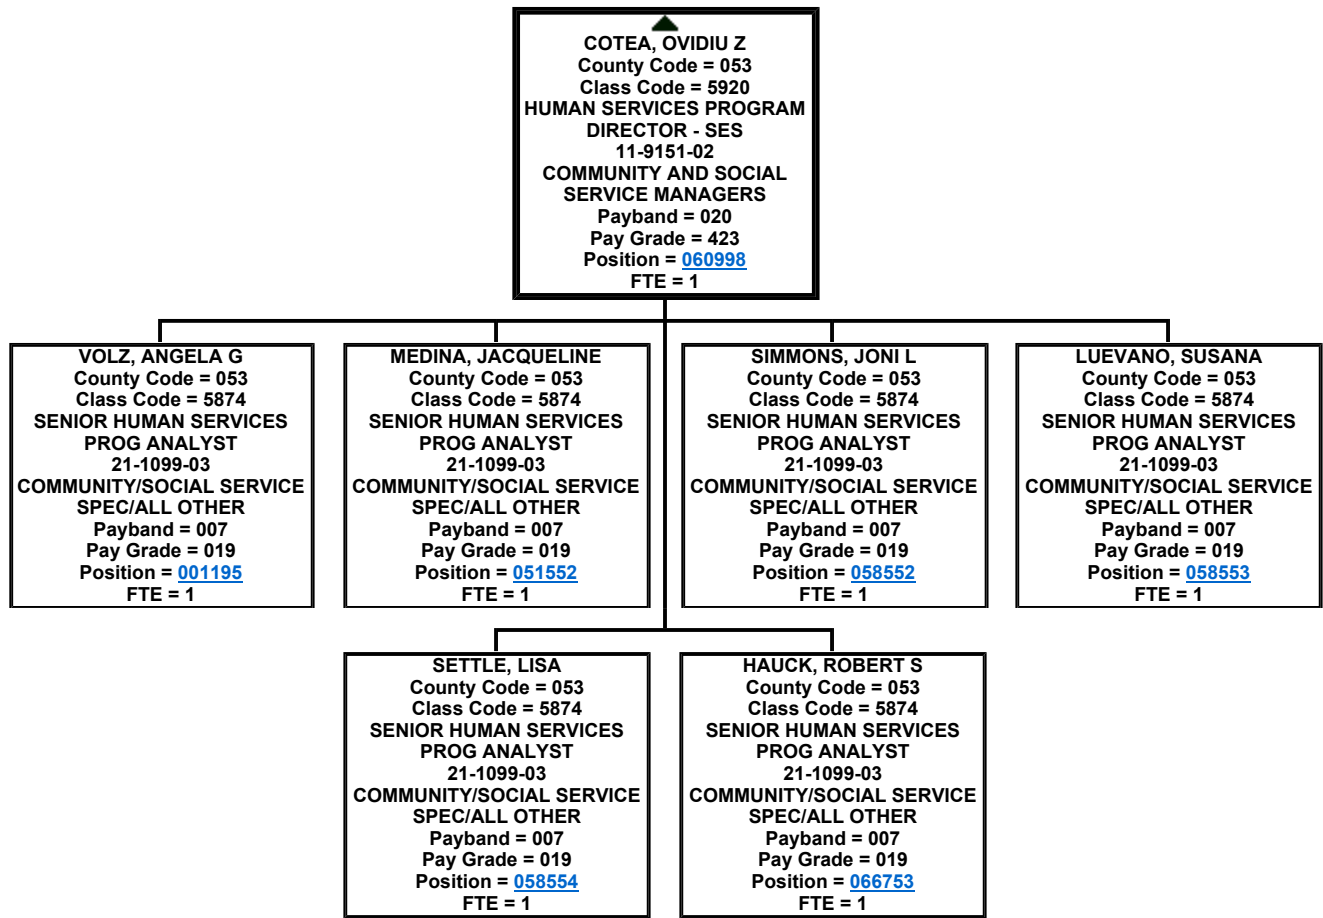 COTEA, OVIDIU Z
County Code = 053
Class Code = 5920
HUMAN SERVICES PROGRAM
DIRECTOR - SES
11-9151-02
COMMUNITY AND SOCIAL
SERVICE MANAGERS
Payband = 020
Pay Grade = 423
Position = 060998
FTE = 1
VOLZ, ANGELA G
County Code = 053
Class Code = 5874
SENIOR HUMAN SERVICES
PROG ANALYST
21-1099-03
COMMUNITY/SOCIAL SERVICE
SPEC/ALL OTHER
Payband = 007
Pay Grade = 019
Position = 001195
FTE = 1
MEDINA, JACQUELINE
County Code = 053
Class Code = 5874
SENIOR HUMAN SERVICES
PROG ANALYST
21-1099-03
COMMUNITY/SOCIAL SERVICE
SPEC/ALL OTHER
Payband = 007
Pay Grade = 019
Position = 051552
FTE = 1
SIMMONS, JONI L
County Code = 053
Class Code = 5874
SENIOR HUMAN SERVICES
PROG ANALYST
21-1099-03
COMMUNITY/SOCIAL SERVICE
SPEC/ALL OTHER
Payband = 007
Pay Grade = 019
Position = 058552
FTE = 1
LUEVANO, SUSANA
County Code = 053
Class Code = 5874
SENIOR HUMAN SERVICES
PROG ANALYST
21-1099-03
COMMUNITY/SOCIAL SERVICE
SPEC/ALL OTHER
Payband = 007
Pay Grade = 019
Position = 058553
FTE = 1
SETTLE, LISA
County Code = 053
Class Code = 5874
SENIOR HUMAN SERVICES
PROG ANALYST
21-1099-03
COMMUNITY/SOCIAL SERVICE
SPEC/ALL OTHER
Payband = 007
Pay Grade = 019
Position = 058554
FTE = 1
HAUCK, ROBERT S
County Code = 053
Class Code = 5874
SENIOR HUMAN SERVICES
PROG ANALYST
21-1099-03
COMMUNITY/SOCIAL SERVICE
SPEC/ALL OTHER
Payband = 007
Pay Grade = 019
Position = 066753
FTE = 1